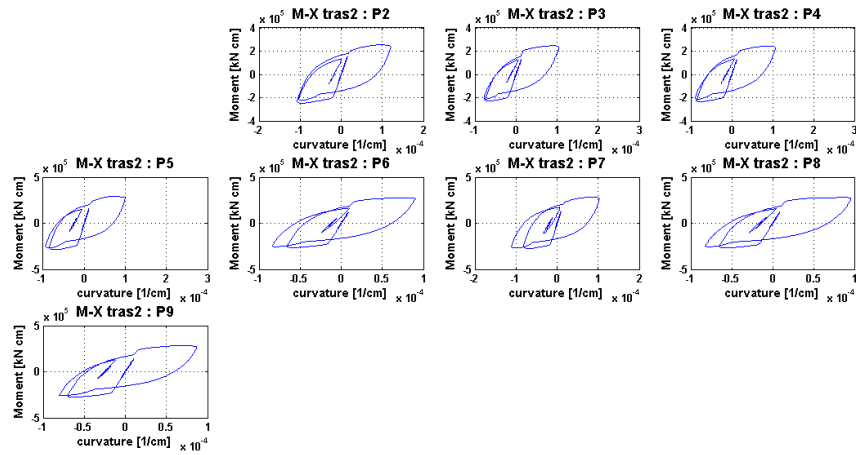 M-X tras2 : P2
x 10^5
Moment [kN cm]
4
2
0
-2
-4
-2 -1 0 1 2
curvature [1/cm]
x 10^-4
M-X tras2 : P3
x 10^5
Moment [kN cm]
4
2
0
-2
-4
-1 0 1 2 3
curvature [1/cm]
x 10^-4
M-X tras2 : P4
x 10^5
Moment [kN cm]
4
2
0
-2
-4
-1 0 1 2 3
curvature [1/cm]
x 10^-4
M-X tras2 : P5
x 10^5
Moment [kN cm]
5
0
-5
-1 0 1 2 3
curvature [1/cm]
x 10^-4
M-X tras2 : P6
x 10^5
Moment [kN cm]
5
0
-5
-1 -0.5 0 0.5 1
curvature [1/cm]
x 10^-4
M-X tras2 : P7
x 10^5
Moment [kN cm]
5
0
-5
-2 -1 0 1 2
curvature [1/cm]
x 10^-4
M-X tras2 : P8
x 10^5
Moment [kN cm]
5
0
-5
-1 -0.5 0 0.5 1
curvature [1/cm]
x 10^-4
M-X tras2 : P9
x 10^5
Moment [kN cm]
5
0
-5
-1 -0.5 0 0.5 1
curvature [1/cm]
x 10^-4